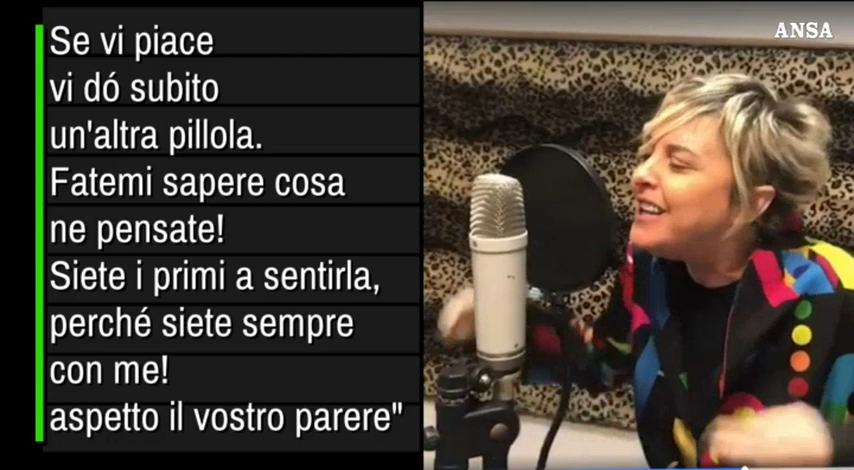 Se vi piace
vi dó subito
un'altra pillola.
Fatemi sapere cosa
ne pensate!
Siete i primi a sentirla,
perché siete sempre
con me!
aspetto il vostro parere"
ANSA